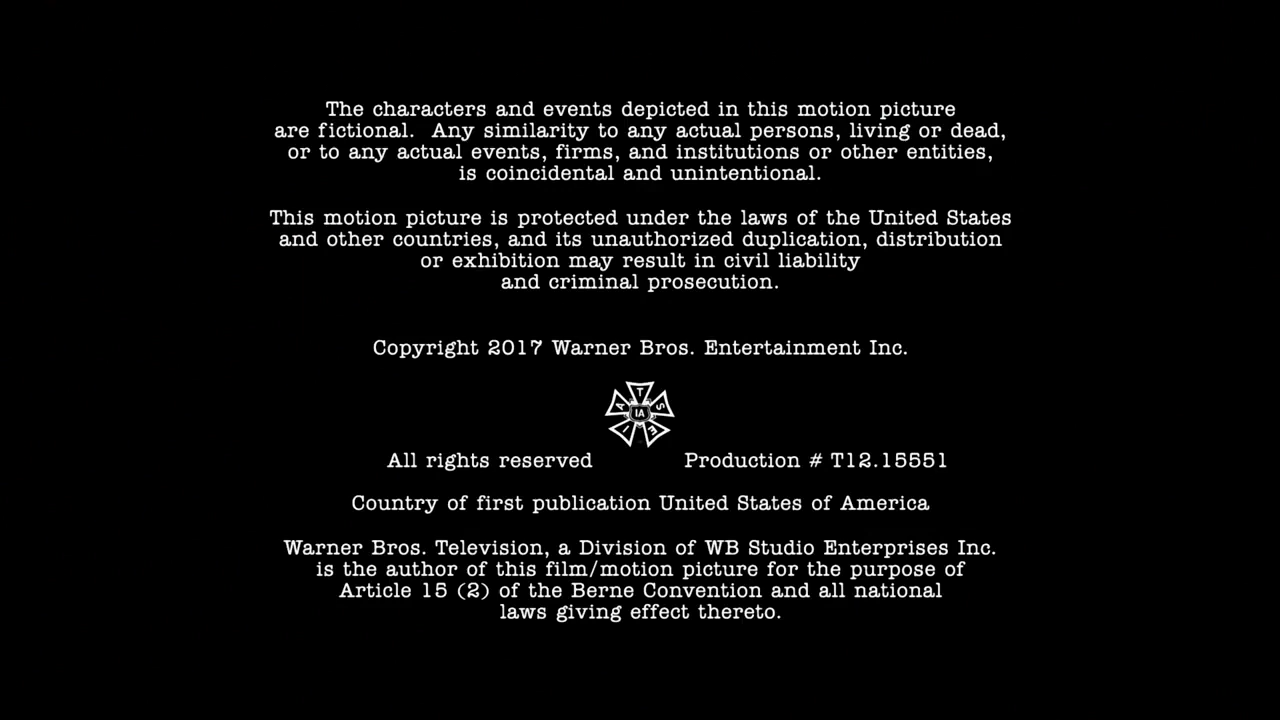 The characters and events depicted in this motion picture
are fictional.  Any similarity to any actual persons, living or dead,
or to any actual events, firms, and institutions or other entities,
is coincidental and unintentional.
This motion picture is protected under the laws of the United States
and other countries, and its unauthorized duplication, distribution
or exhibition may result in civil liability
and criminal prosecution.
Copyright 2017 Warner Bros. Entertainment Inc.
I A T S E
IA
All rights reserved Production # T12.15551
Country of first publication United States of America
Warner Bros. Television, a Division of WB Studio Enterprises Inc.
is the author of this film/motion picture for the purpose of
Article 15 (2) of the Berne Convention and all national
laws giving effect thereto.